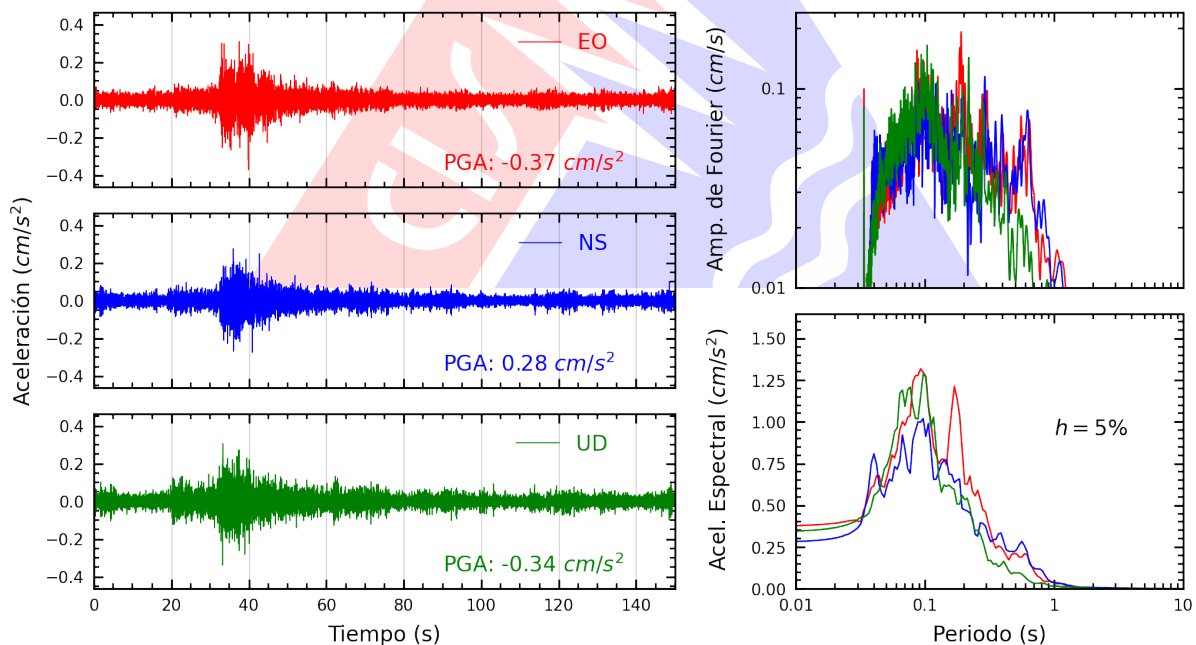 Aceleración (cm/s²)
0.4
0.2
0.0
−0.2
−0.4
EO
PGA: -0.37 cm/s²
0.4
0.2
0.0
−0.2
−0.4
NS
PGA: 0.28 cm/s²
0.4
0.2
0.0
−0.2
−0.4
UD
PGA: -0.34 cm/s²
0 20 40 60 80 100 120 140
Tiempo (s)
Amp. de Fourier (cm/s)
0.1
0.01
Acel. Espectral (cm/s²)
1.50
1.25
1.00
0.75
0.50
0.25
0.00
h = 5%
0.01 0.1 1 10
Periodo (s)